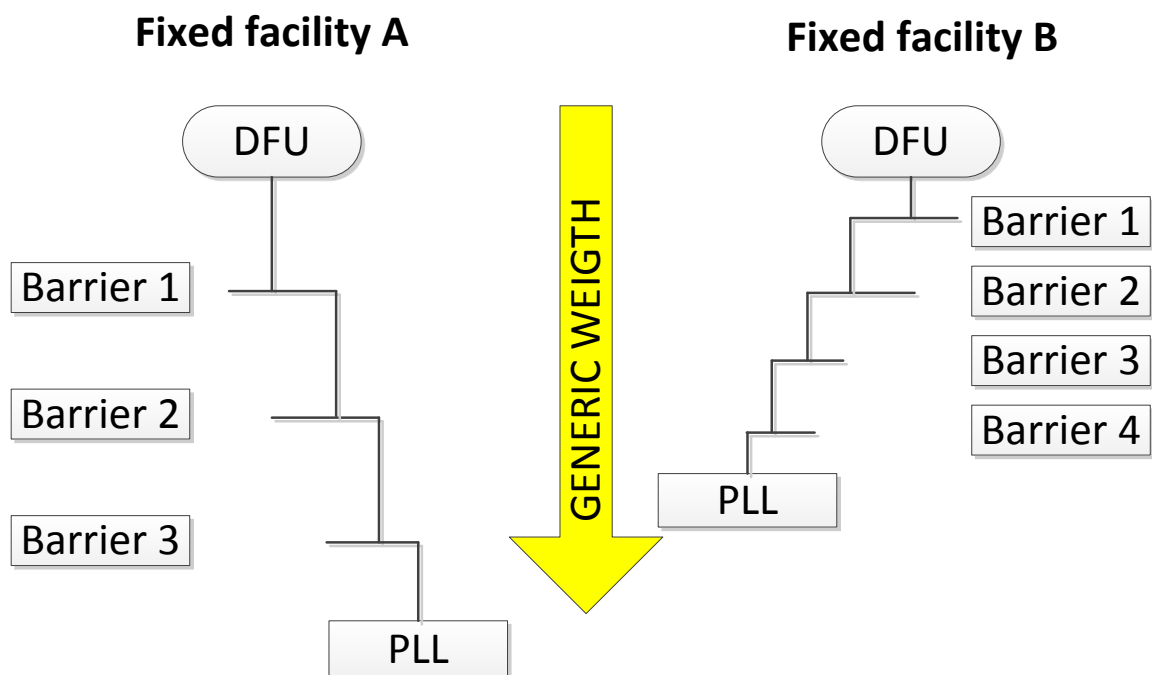 Fixed facility A
DFU
Barrier 1
Barrier 2
Barrier 3
PLL
GENERIC WEIGTH
Fixed facility B
DFU
Barrier 1
Barrier 2
Barrier 3
Barrier 4
PLL